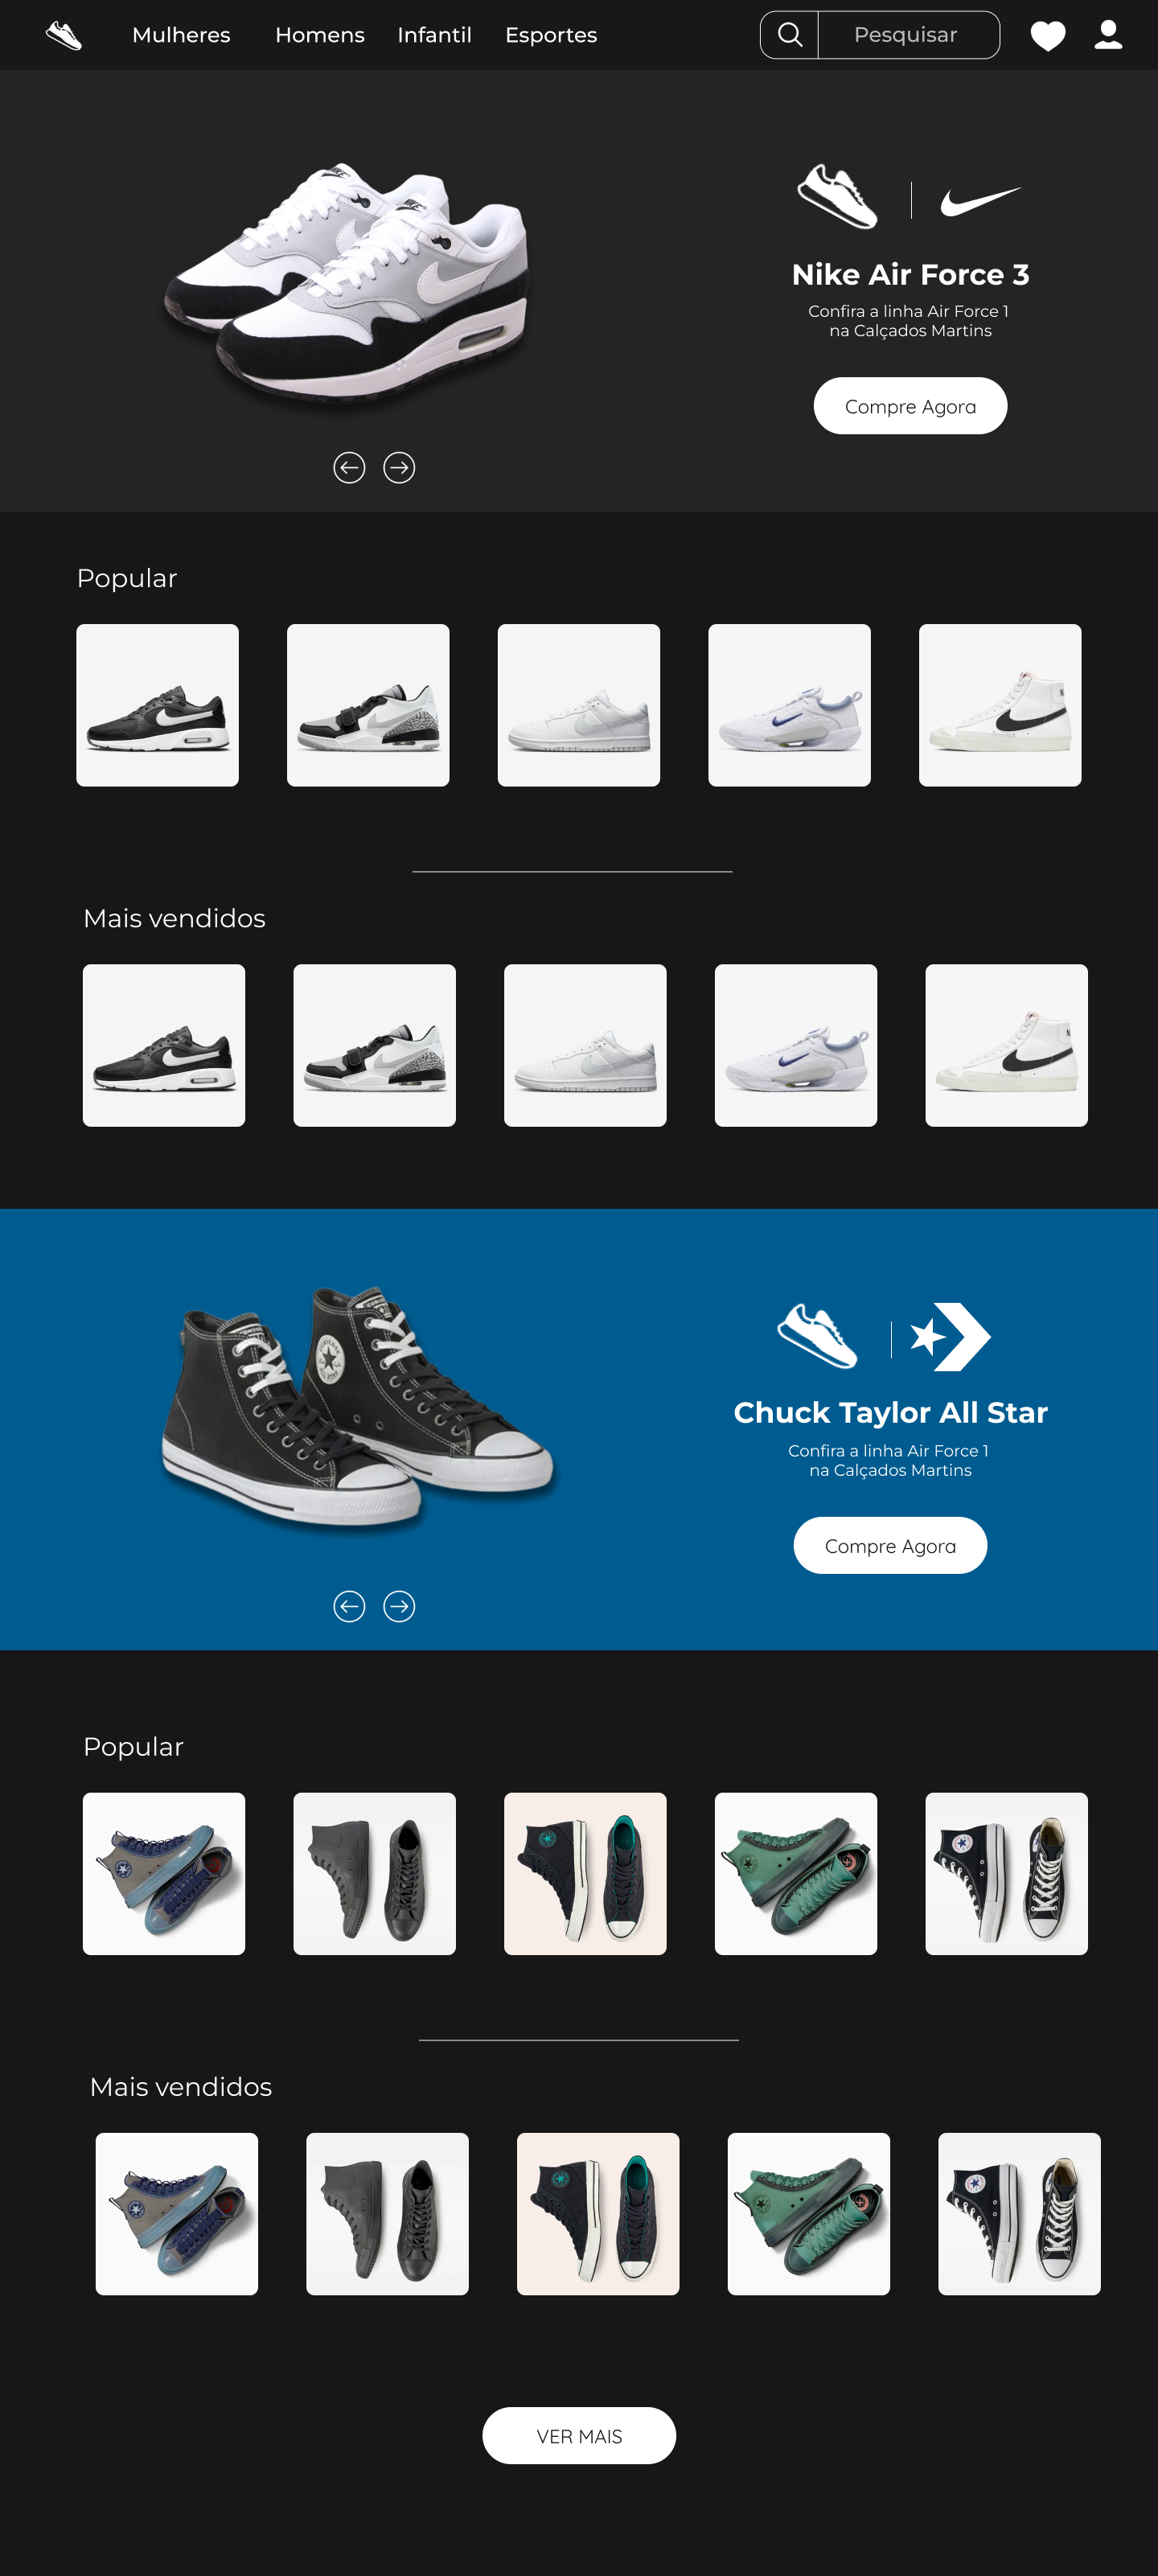 Mulheres Homens Infantil Esportes Pesquisar
Nike Air Force 3
Confira a linha Air Force 1
na Calçados Martins
Compre Agora
Popular
Mais vendidos
Chuck Taylor All Star
Confira a linha Air Force 1
na Calçados Martins
Compre Agora
Popular
Mais vendidos
VER MAIS